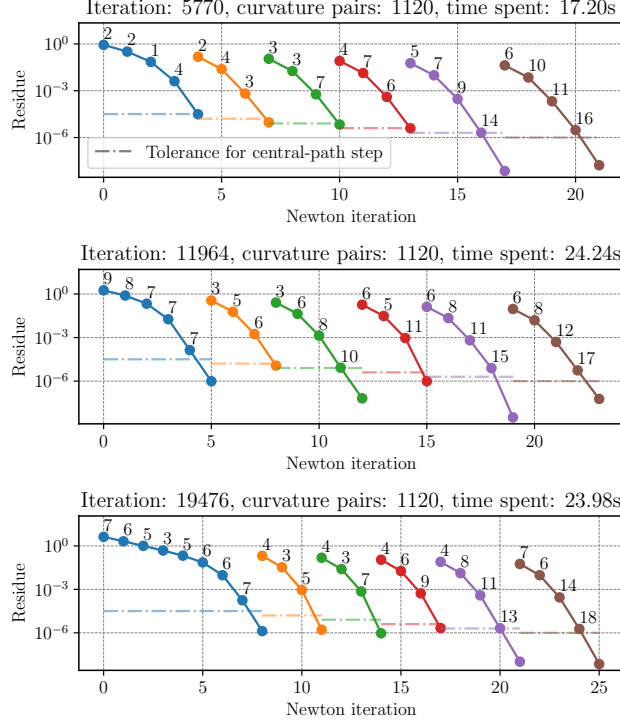 Iteration: 5770, curvature pairs: 1120, time spent: 17.20s
Residue
10^0
10^-3
10^-6
2 2 1 4 2 4 6 3 8 7 4 7 6 5 7 9 14 6 10 11 16
Tolerance for central-path step
0 5 10 15 20
Newton iteration
Iteration: 11964, curvature pairs: 1120, time spent: 24.24s
Residue
10^0
10^-3
10^-6
9 8 7 7 7 3 5 6 3 6 8 10 6 5 11 6 8 11 15 6 8 12 17
0 5 10 15 20
Newton iteration
Iteration: 19476, curvature pairs: 1120, time spent: 23.98s
Residue
10^0
10^-3
10^-6
7 6 5 3 4 5 6 7 4 3 5 4 3 7 4 6 9 4 8 11 13 7 6 14 18
0 5 10 15 20 25
Newton iteration